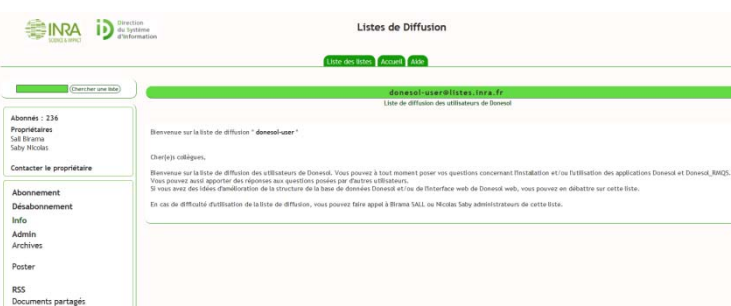 INRA
SCIENCE & IMPACT
Direction
du Système
d'Information
Listes de Diffusion
Liste des listes
Accueil
Aide
Chercher une liste
donesol-user@listes.inra.fr
Liste de diffusion des utilisateurs de Donesol
Abonnés : 236
Propriétaires
Sall Birama
Saby Nicolas
Contacter le propriétaire
Abonnement
Désabonnement
Info
Admin
Archives
Poster
RSS
Documents partagés
Bienvenue sur la liste de diffusion " donesol-user "
Cher(e)s collègues,
Bienvenue sur la liste de diffusion des utilisateurs de Donesol. Vous pouvez à tout moment poser vos questions concernant l'installation et/ou l'utilisation des applications Donesol et Donesol_RMQS.
Vous pouvez aussi apporter des réponses aux questions posées par d'autres utilisateurs.
Si vous avez des idées d'amélioration de la structure de la base de données Donesol et/ou de l'interface web de Donesol web, vous pouvez en débattre sur cette liste.
En cas de difficulté d'utilisation de la liste de diffusion, vous pouvez faire appel à Birama SALL ou Nicolas Saby administrateurs de cette liste.